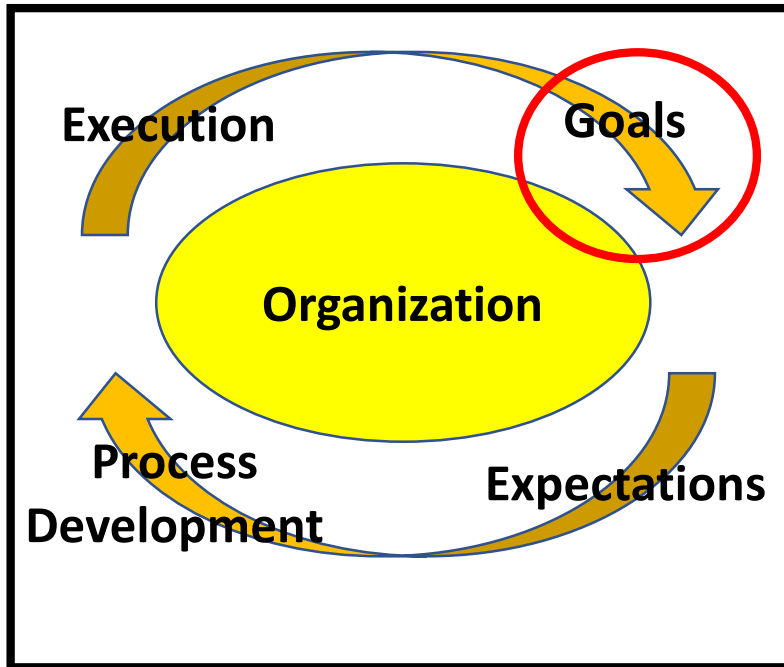 Execution
Goals
Organization
Process
Development
Expectations